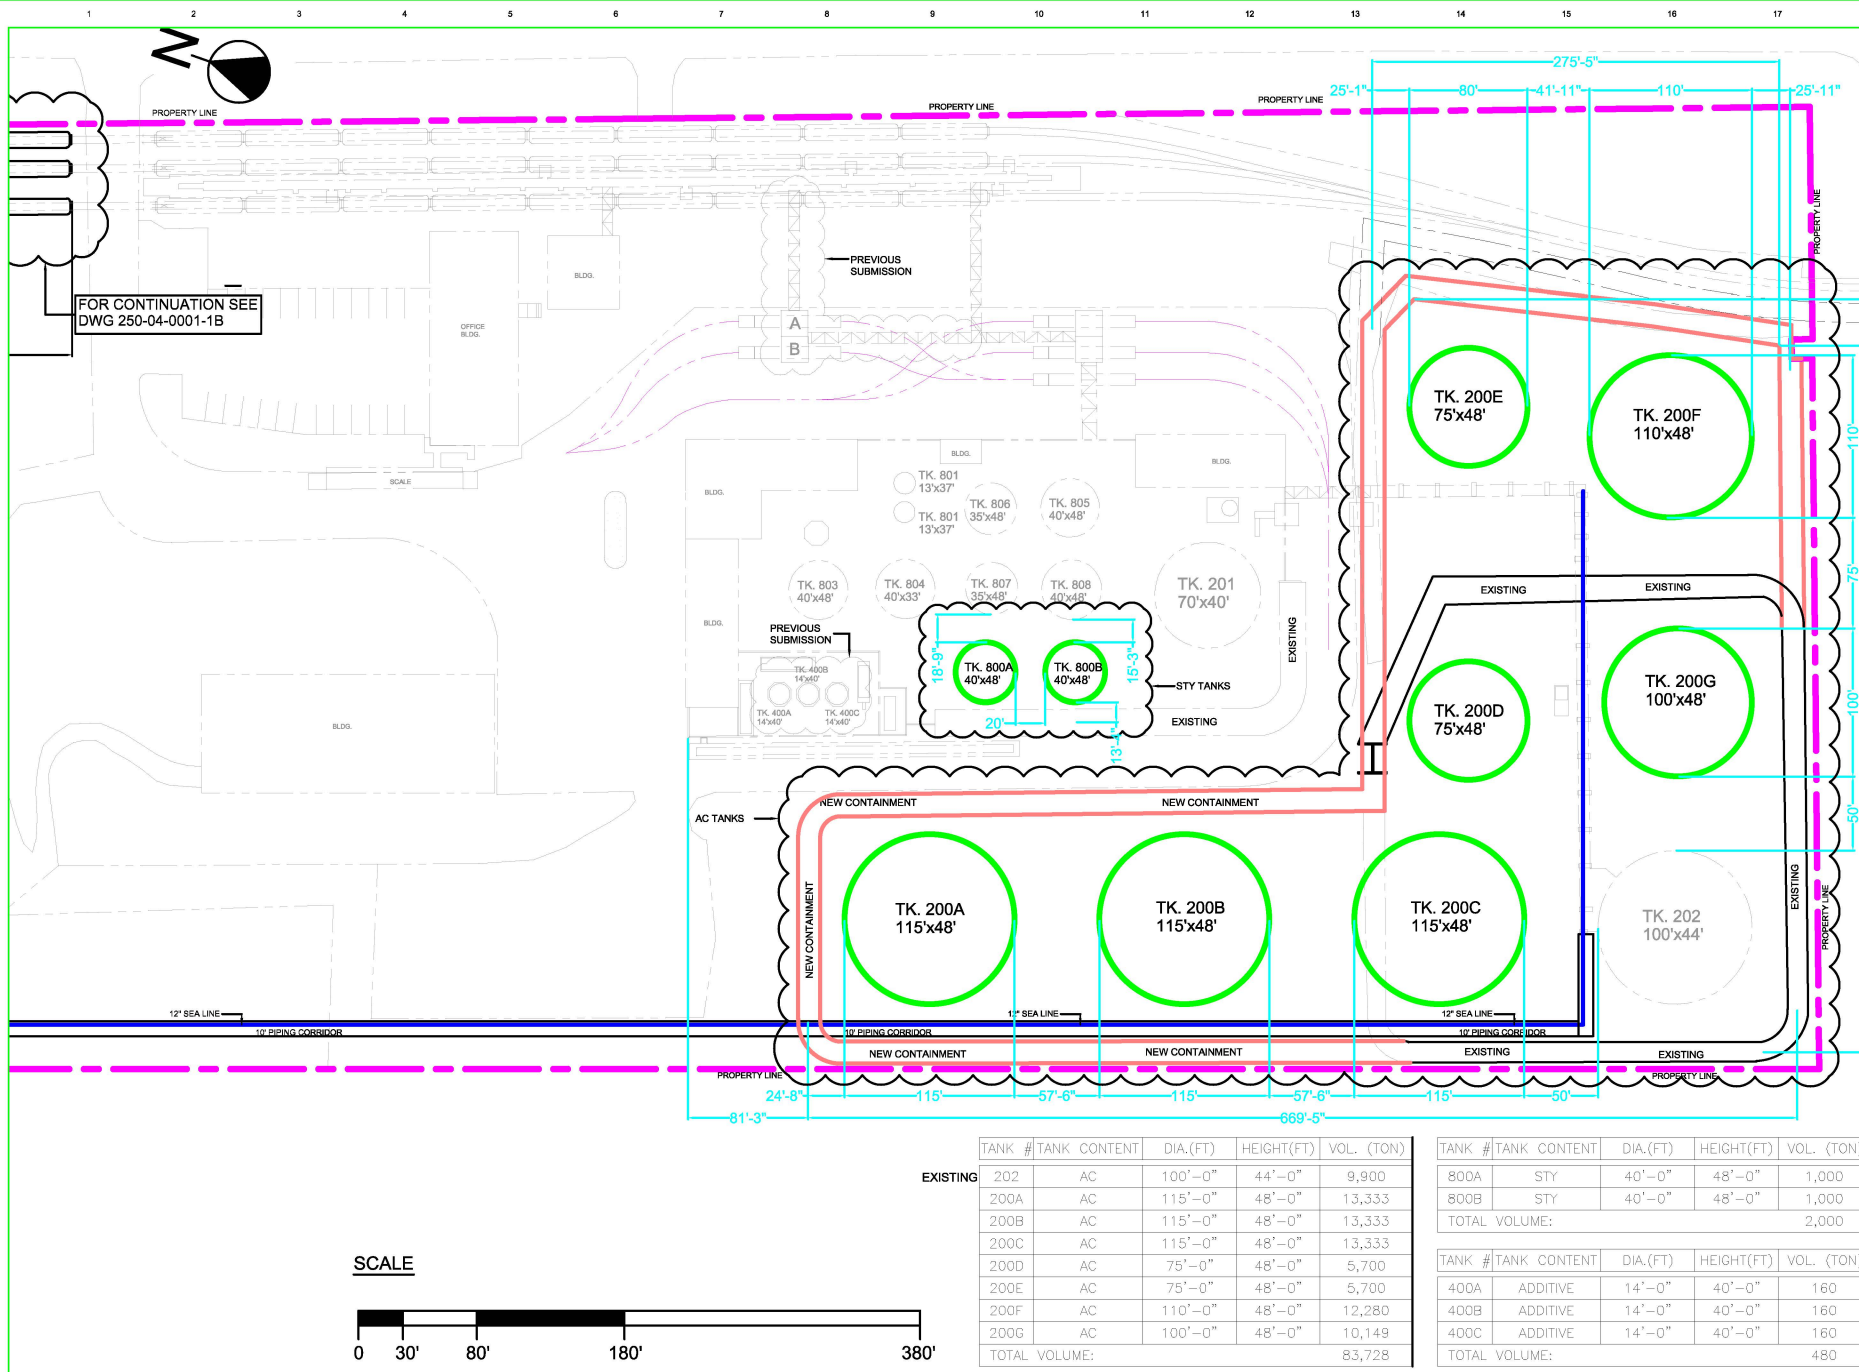 1 2 3 4 5 6 7 8 9 10 11 12 13 14 15 16 17
N
275'-5"
25'-1" 80' 41'-11" 110' 25'-11"
PROPERTY LINE
PROPERTY LINE
PROPERTY LINE
PROPERTY LINE
PREVIOUS
SUBMISSION
BLDG.
FOR CONTINUATION SEE
DWG 250-04-0001-1B
OFFICE
BLDG.
A
B
TK. 200E
75'x48'
TK. 200F
110'x48'
110'
BLDG.
BLDG.
SCALE
BLDG.
TK. 801
13'x37'
TK. 806
35'x48'
TK. 805
40'x48'
TK. 801
13'x37'
TK. 803
40'x48'
TK. 804
40'x33'
TK. 807
35'x48'
TK. 808
40'x48'
TK. 201
70'x40'
75'
EXISTING
EXISTING
BLDG.
PREVIOUS
SUBMISSION
EXISTING
18'-9"
TK. 800A
40'x48'
TK. 800B
40'x48'
15'-3"
STY TANKS
20'
13'-4"
EXISTING
TK. 400B
14'x40'
TK. 400A
14'x40'
TK. 400C
14'x40'
BLDG.
TK. 200D
75'x48'
TK. 200G
100'x48'
100'
50'
AC TANKS
NEW CONTAINMENT
NEW CONTAINMENT
NEW CONTAINMENT
TK. 200A
115'x48'
TK. 200B
115'x48'
TK. 200C
115'x48'
TK. 202
100'x44'
EXISTING
PROPERTY LINE
12" SEA LINE
12" SEA LINE
12" SEA LINE
10' PIPING CORRIDOR
10' PIPING CORRIDOR
10' PIPING CORRIDOR
NEW CONTAINMENT
NEW CONTAINMENT
EXISTING
EXISTING
PROPERTY LINE
PROPERTY LINE
24'-8" 115' 57'-6" 115' 57'-6" 115' 50'
81'-3" 669'-5"
TANK # TANK CONTENT DIA.(FT) HEIGHT(FT) VOL. (TON)
EXISTING 202 AC 100'-0" 44'-0" 9,900
200A AC 115'-0" 48'-0" 13,333
200B AC 115'-0" 48'-0" 13,333
200C AC 115'-0" 48'-0" 13,333
200D AC 75'-0" 48'-0" 5,700
200E AC 75'-0" 48'-0" 5,700
200F AC 110'-0" 48'-0" 12,280
200G AC 100'-0" 48'-0" 10,149
TOTAL VOLUME: 83,728
TANK # TANK CONTENT DIA.(FT) HEIGHT(FT) VOL. (TON
800A STY 40'-0" 48'-0" 1,000
800B STY 40'-0" 48'-0" 1,000
TOTAL VOLUME: 2,000
TANK # TANK CONTENT DIA.(FT) HEIGHT(FT) VOL. (TON
400A ADDITIVE 14'-0" 40'-0" 160
400B ADDITIVE 14'-0" 40'-0" 160
400C ADDITIVE 14'-0" 40'-0" 160
TOTAL VOLUME: 480
SCALE
0 30' 80' 180' 380'